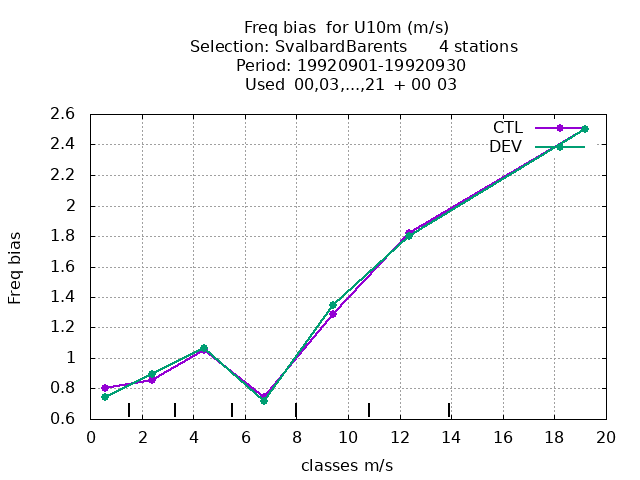 Freq bias for U10m (m/s)
Selection: SvalbardBarents 4 stations
Period: 19920901-19920930
Used 00,03,...,21 + 00 03
CTL
DEV
Freq bias
2.6
2.4
2.2
2
1.8
1.6
1.4
1.2
1
0.8
0.6
0 2 4 6 8 10 12 14 16 18 20
classes m/s